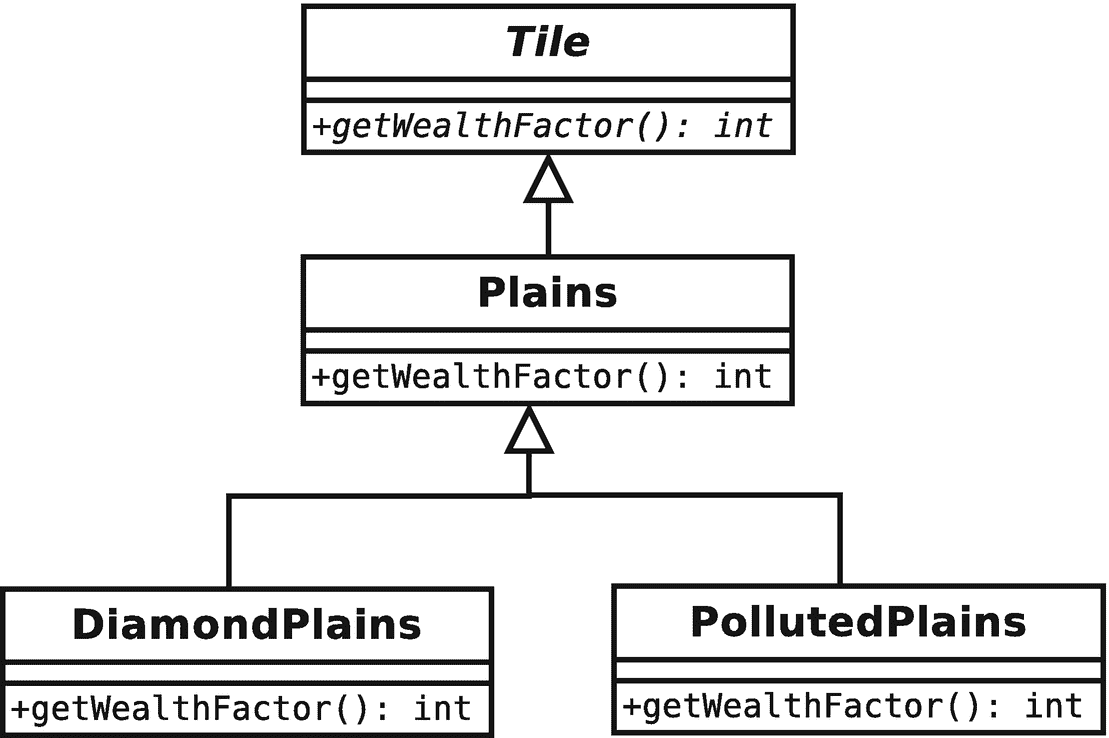 Tile
+getWealthFactor(): int
Plains
+getWealthFactor(): int
DiamondPlains
+getWealthFactor(): int
PollutedPlains
+getWealthFactor(): int